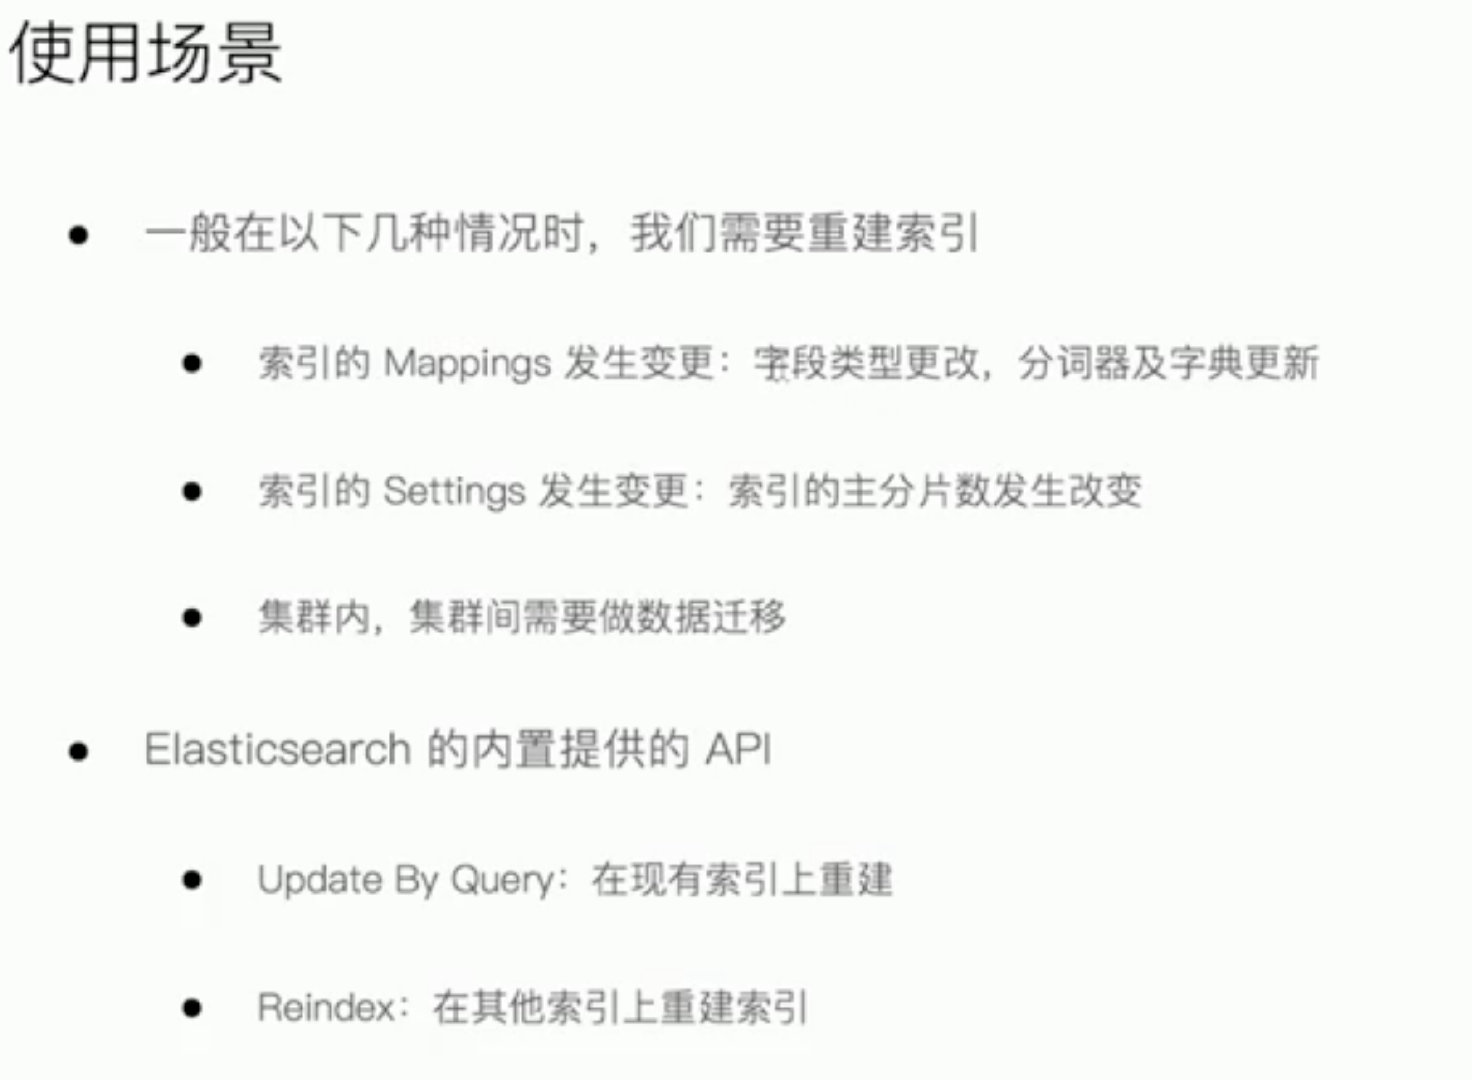 使用场景
一般在以下几种情况时，我们需要重建索引
索引的 Mappings 发生变更：字段类型更改，分词器及字典更新
索引的 Settings 发生变更：索引的主分片数发生改变
集群内，集群间需要做数据迁移
Elasticsearch 的内置提供的 API
Update By Query：在现有索引上重建
Reindex：在其他索引上重建索引